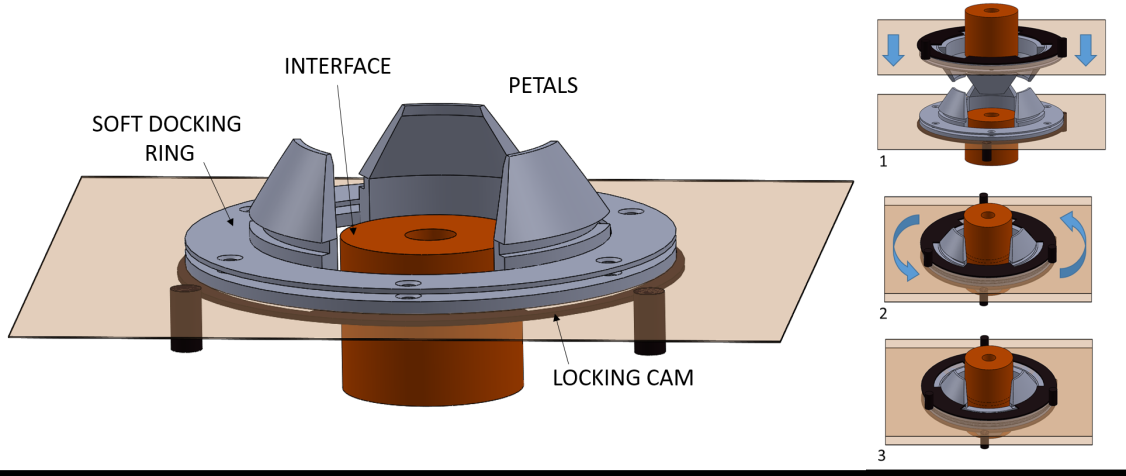 INTERFACE
PETALS
SOFT DOCKING
RING
LOCKING CAM
1
2
3